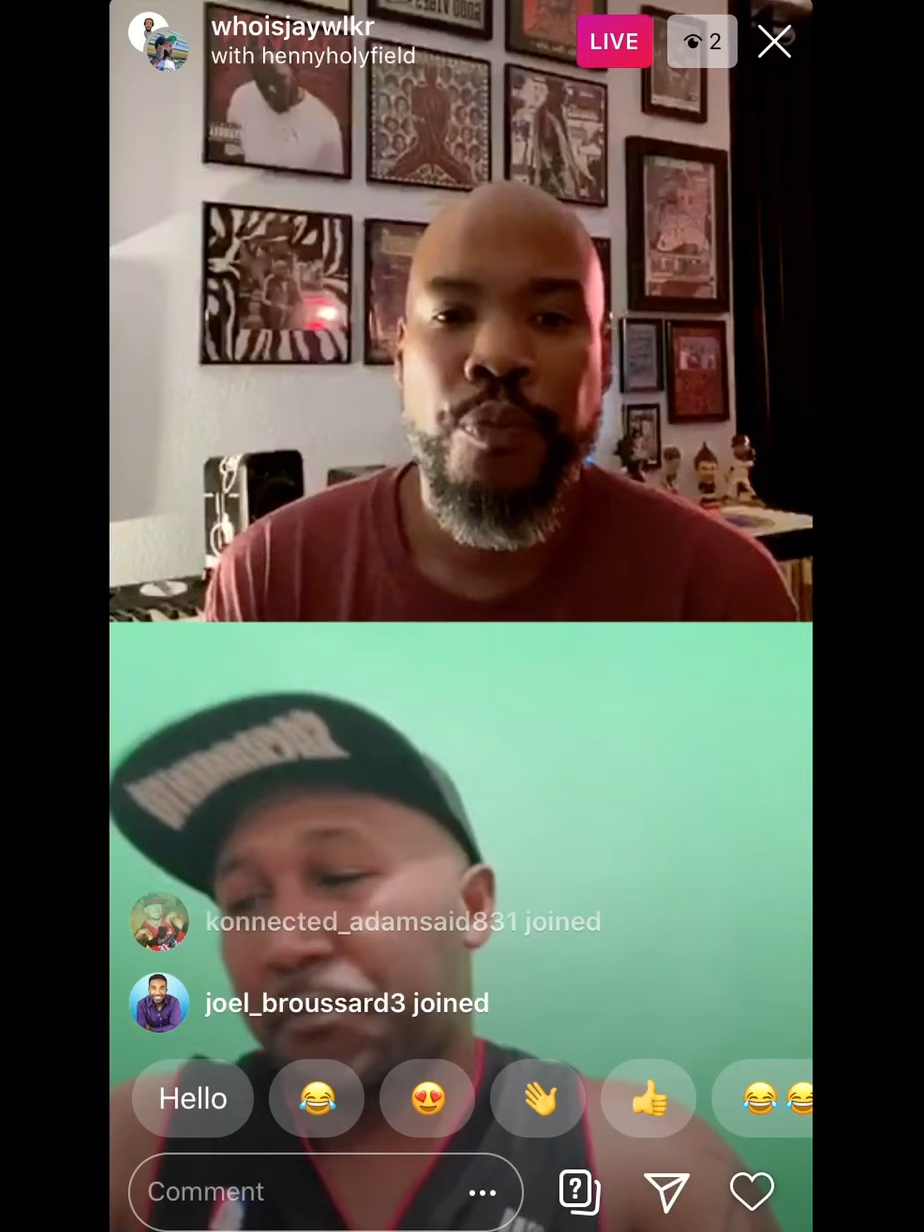 whoisjaywlkr
with hennyholyfield
LIVE
2
konnected_adamsaid831 joined
joel_broussard3 joined
Hello
Comment